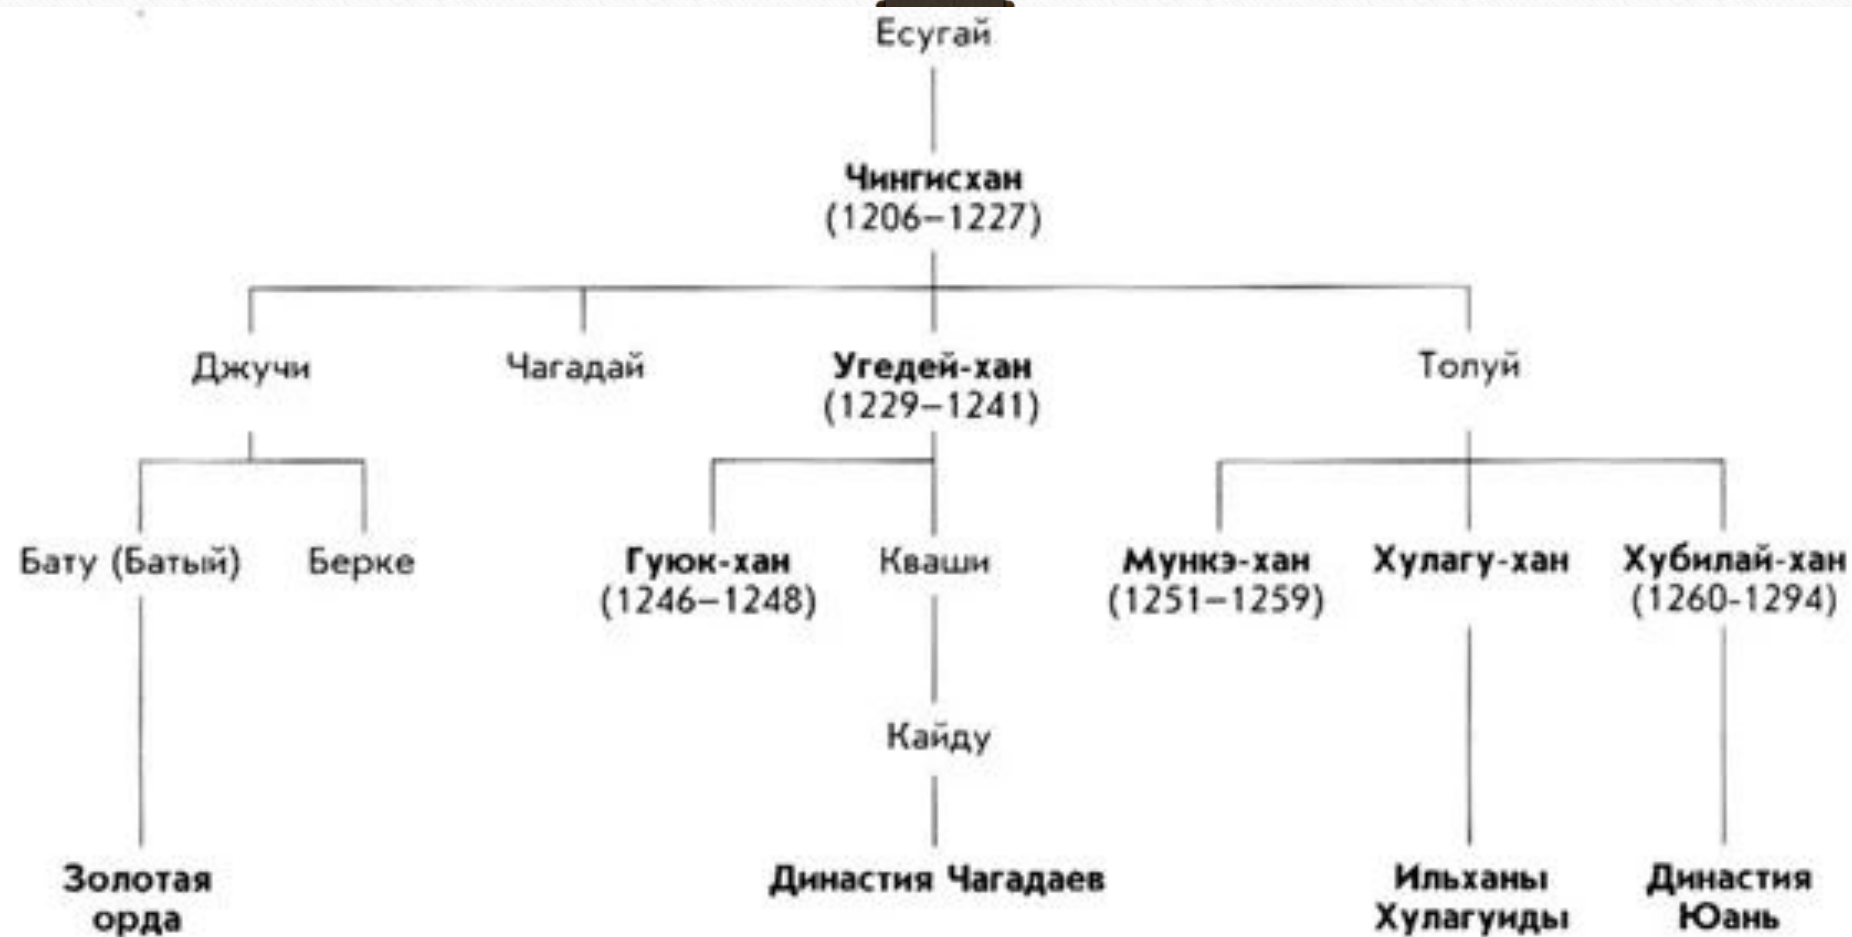 Есугай
Чингисхан
(1206–1227)
Джучи Чагадай Угедей-хан Толуй
(1229–1241)
Бату (Батый) Берке Гуюк-хан Кваши Мункэ-хан Хулагу-хан Хубилай-хан
(1246–1248) (1251–1259) (1260-1294)
Кайду
Золотая Династия Чагадаев Ильханы Династия
орда Хулагуиды Юань